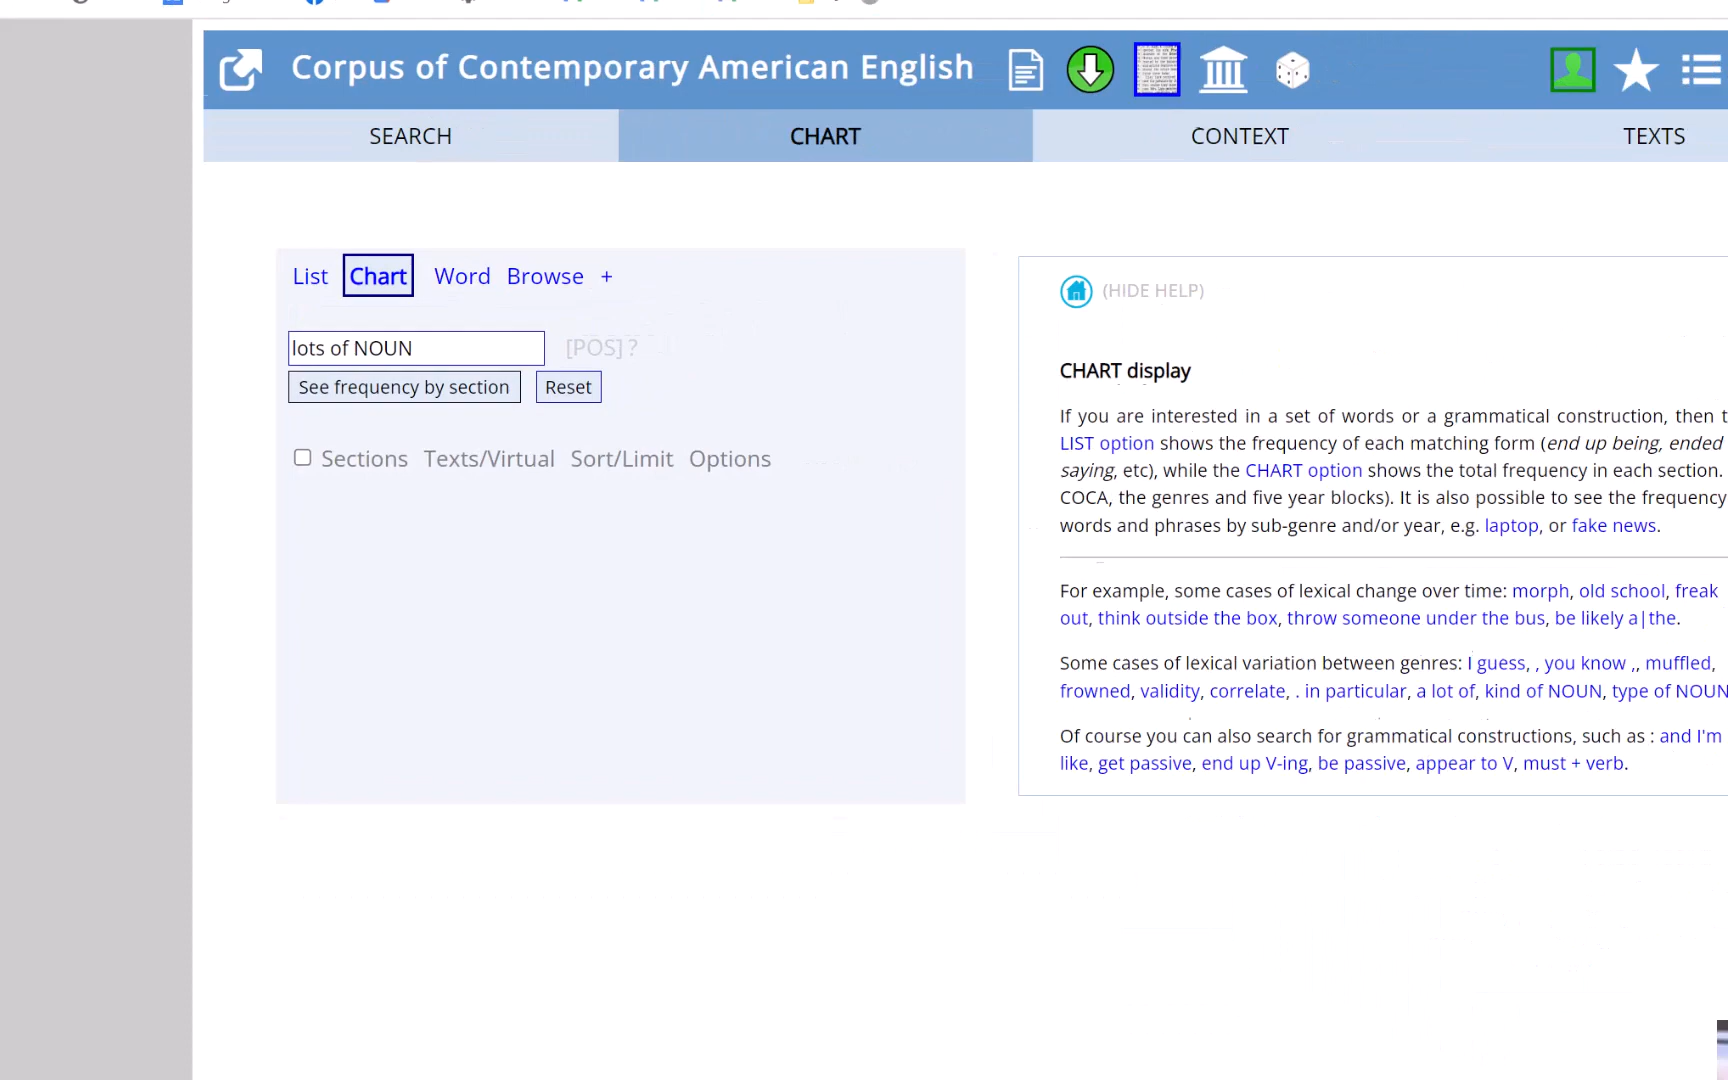 Corpus of Contemporary American English
SEARCH CHART CONTEXT TEXTS
List Chart Word Browse +
(HIDE HELP)
lots of NOUN [POS] ?
See frequency by section Reset
CHART display
If you are interested in a set of words or a grammatical construction, then
LIST option shows the frequency of each matching form (end up being, ended
Sections Texts/Virtual Sort/Limit Options
saying, etc), while the CHART option shows the total frequency in each section.
COCA, the genres and five year blocks). It is also possible to see the frequency
words and phrases by sub-genre and/or year, e.g. laptop, or fake news.
For example, some cases of lexical change over time: morph, old school, freak
out, think outside the box, throw someone under the bus, be likely a|the.
Some cases of lexical variation between genres: I guess, , you know ,, muffled,
frowned, validity, correlate, . in particular, a lot of, kind of NOUN, type of NOUN
Of course you can also search for grammatical constructions, such as : and I'm
like, get passive, end up V-ing, be passive, appear to V, must + verb.